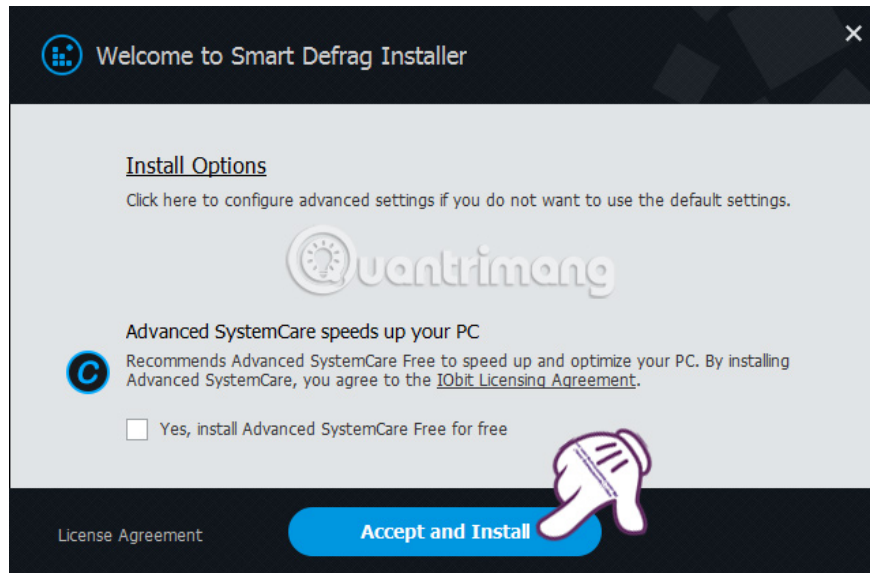 Welcome to Smart Defrag Installer
Install Options
Click here to configure advanced settings if you do not want to use the default settings.
Quantrimang
Advanced SystemCare speeds up your PC
Recommends Advanced SystemCare Free to speed up and optimize your PC. By installing
Advanced SystemCare, you agree to the IObit Licensing Agreement.
Yes, install Advanced SystemCare Free for free
License Agreement
Accept and Install